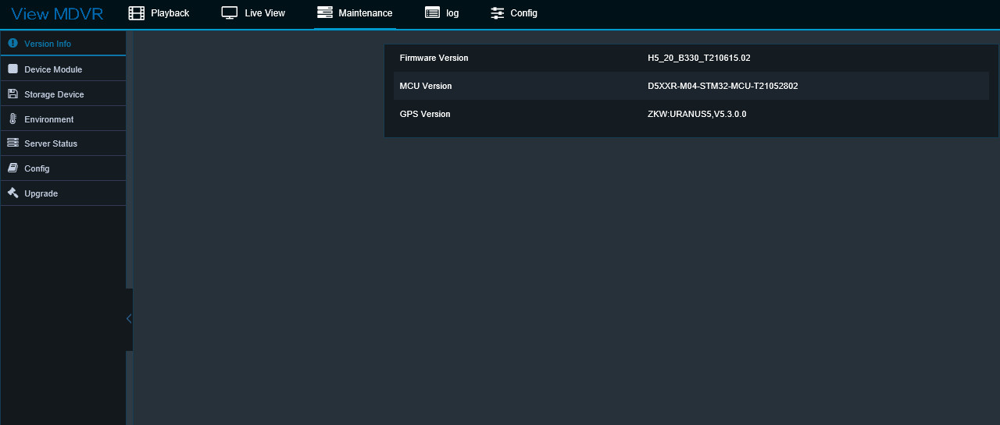 View MDVR Playback Live View Maintenance log Config
Version Info
Device Module
Storage Device
Environment
Server Status
Config
Upgrade
Firmware Version H5_20_B330_T210615.02
MCU Version D5XXR-M04-STM32-MCU-T21052802
GPS Version ZKW:URANUS5,V5.3.0.0